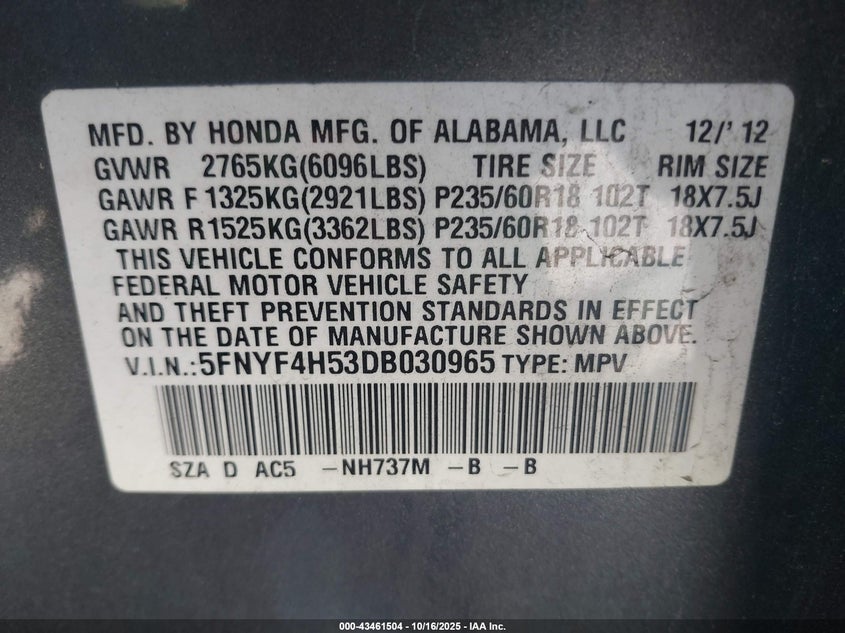 MFD. BY HONDA MFG. OF ALABAMA, LLC 12/'12
GVWR 2765KG(6096LBS) TIRE SIZE RIM SIZE
GAWR F 1325KG(2921LBS) P235/60R18 102T 18X7.5J
GAWR R1525KG(3362LBS) P235/60R18 102T 18X7.5J
THIS VEHICLE CONFORMS TO ALL APPLICABLE
FEDERAL MOTOR VEHICLE SAFETY
AND THEFT PREVENTION STANDARDS IN EFFECT
ON THE DATE OF MANUFACTURE SHOWN ABOVE.
V.I.N.:5FNYF4H53DB030965 TYPE: MPV
SZA D AC5 -NH737M -B -B
000-43461504 | 10/16/2025 - IAA Inc.